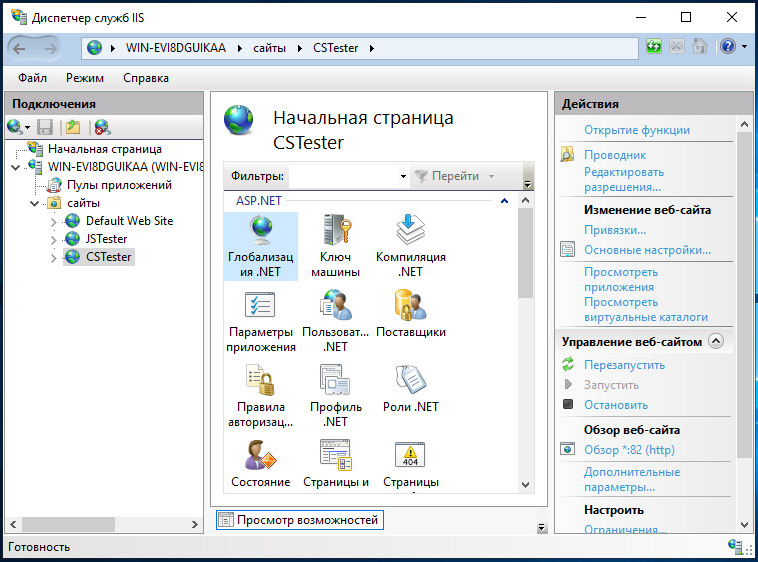 Диспетчер служб IIS
WIN-EVI8DGUIKAA
сайты
CSTester
Файл
Режим
Справка
Подключения
Начальная страница
WIN-EVI8DGUIKAA (WIN-EVI8
Пулы приложений
сайты
Default Web Site
JSTester
CSTester
Начальная страница
CSTester
Фильтры:
Перейти
ASP.NET
Глобализац
ия .NET
Ключ
машины
Компиляция
.NET
Параметры
приложения
Пользоват...
.NET
Поставщики
Правила
авторизац...
Профиль
.NET
Роли .NET
Состояние
Страницы и
404
Страницы
Просмотр возможностей
Действия
Открытие функции
Проводник
Редактировать
разрешения...
Изменение веб-сайта
Привязки...
Основные настройки...
Просмотреть
приложения
Просмотреть
виртуальные каталоги
Управление веб-сайтом
Перезапустить
Запустить
Остановить
Обзор веб-сайта
Обзор *:82 (http)
Дополнительные
параметры...
Настроить
Ограничения...
Готовность